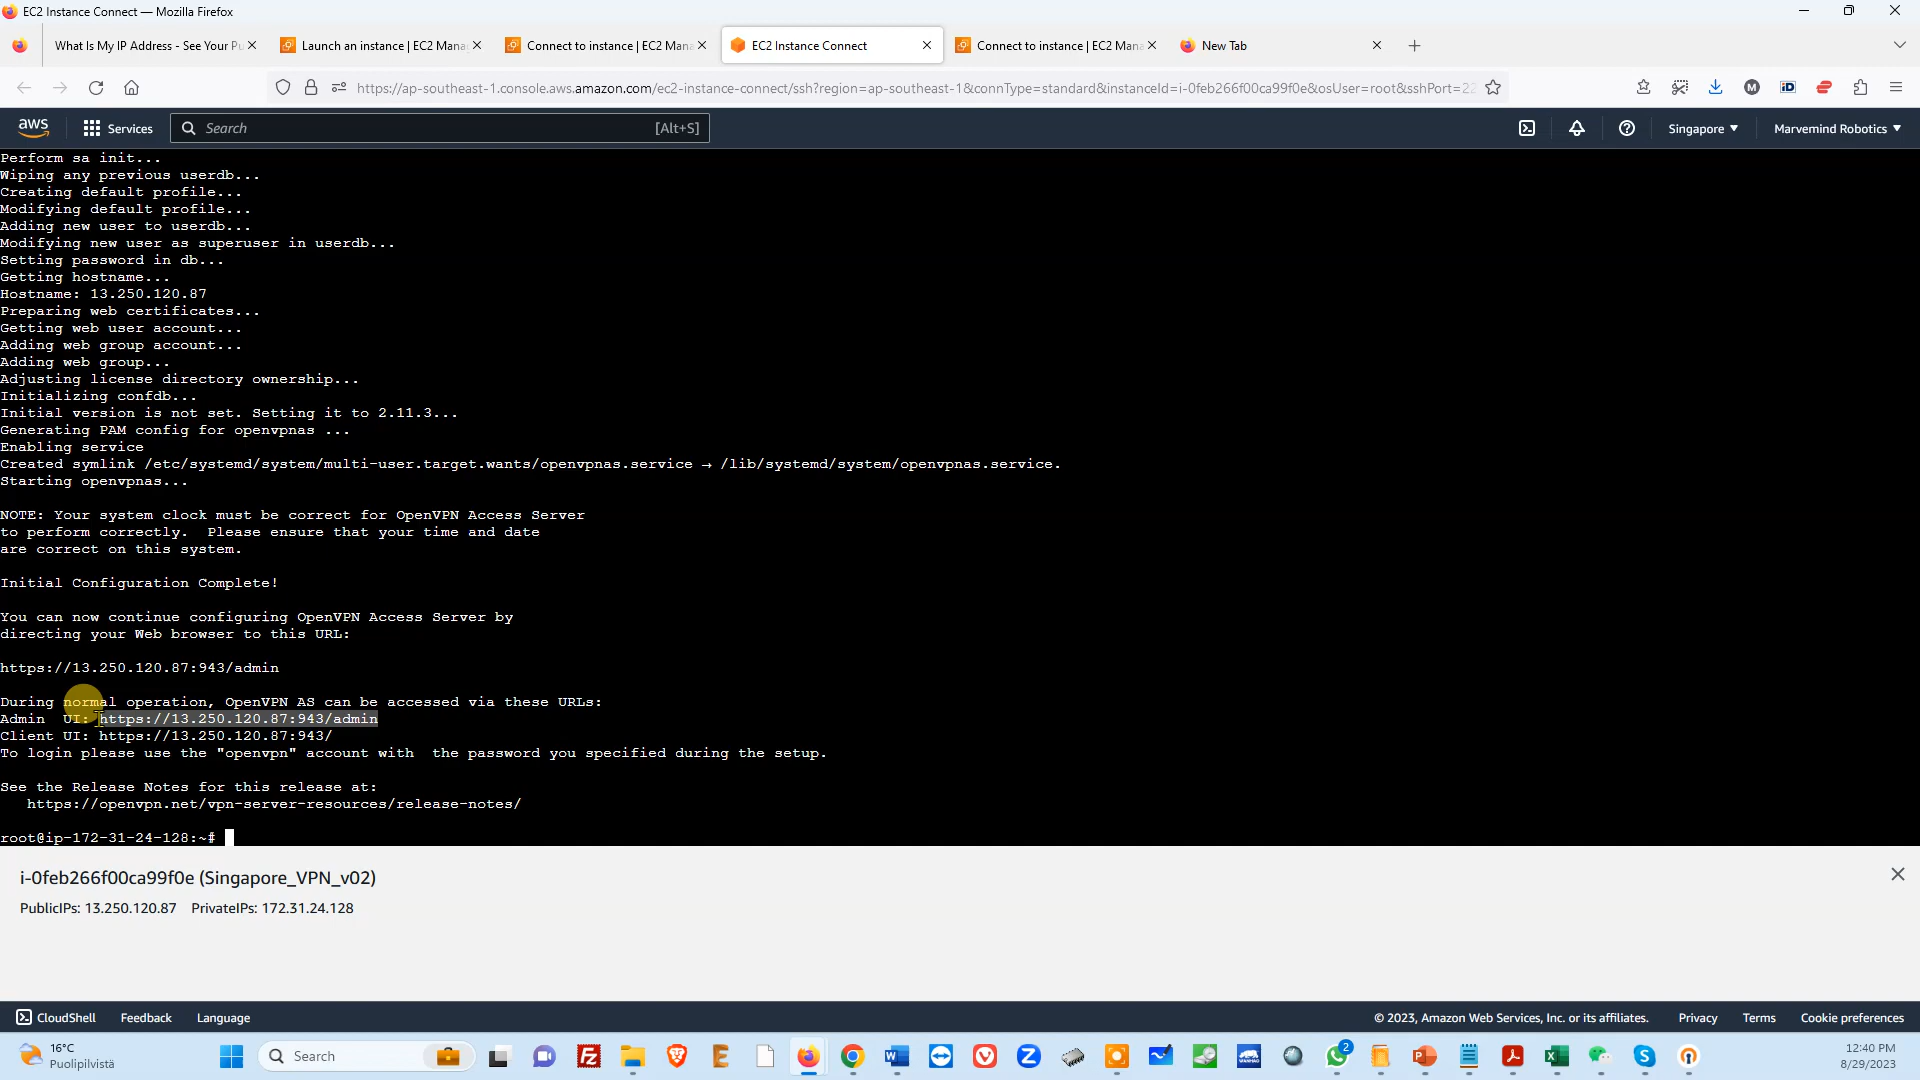 EC2 Instance Connect — Mozilla Firefox
What Is My IP Address - See Your Pu
Launch an instance | EC2 Mana
Connect to instance | EC2 Mana
EC2 Instance Connect
Connect to instance | EC2 Mana
New Tab
https://ap-southeast-1.console.aws.amazon.com/ec2-instance-connect/ssh?region=ap-southeast-1&connType=standard&instanceId=i-0feb266f00ca99f0e&osUser=root&sshPort=22
aws Services Search [Alt+S] Singapore Marvemind Robotics
Perform sa init...
Wiping any previous userdb...
Creating default profile...
Modifying default profile...
Adding new user to userdb...
Modifying new user as superuser in userdb...
Setting password in db...
Getting hostname...
Hostname: 13.250.120.87
Preparing web certificates...
Getting web user account...
Adding web group account...
Adding web group...
Adjusting license directory ownership...
Initializing confdb...
Initial version is not set. Setting it to 2.11.3...
Generating PAM config for openvpnas ...
Enabling service
Created symlink /etc/systemd/system/multi-user.target.wants/openvpnas.service → /lib/systemd/system/openvpnas.service.
Starting openvpnas...
NOTE: Your system clock must be correct for OpenVPN Access Server
to perform correctly.  Please ensure that your time and date
are correct on this system.
Initial Configuration Complete!
You can now continue configuring OpenVPN Access Server by
directing your Web browser to this URL:
https://13.250.120.87:943/admin
During normal operation, OpenVPN AS can be accessed via these URLs:
Admin  UI: https://13.250.120.87:943/admin
Client UI: https://13.250.120.87:943/
To login please use the "openvpn" account with  the password you specified during the setup.
See the Release Notes for this release at:
https://openvpn.net/vpn-server-resources/release-notes/
root@ip-172-31-24-128:~#
i-0feb266f00ca99f0e (Singapore_VPN_v02)
PublicIPs: 13.250.120.87 PrivateIPs: 172.31.24.128
CloudShell Feedback Language © 2023, Amazon Web Services, Inc. or its affiliates. Privacy Terms Cookie preferences
16°C
Puolipilvistä
Search
2
12:40 PM
8/29/2023